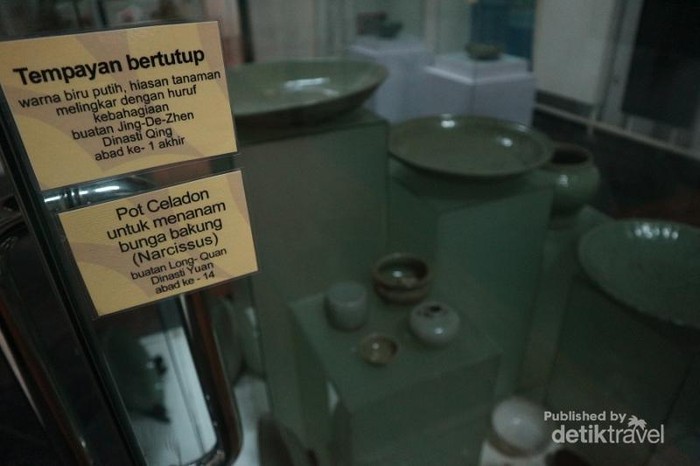 Tempayan bertutup
warna biru putih, hiasan tanaman
melingkar dengan huruf
kebahagiaan
buatan Jing-De-Zhen
Dinasti Qing
abad ke- 1 akhir
Pot Celadon
untuk menanam
bunga bakung
(Narcissus)
buatan Long- Quan
Dinasti Yuan
abad ke - 14
Published by
detiktravel